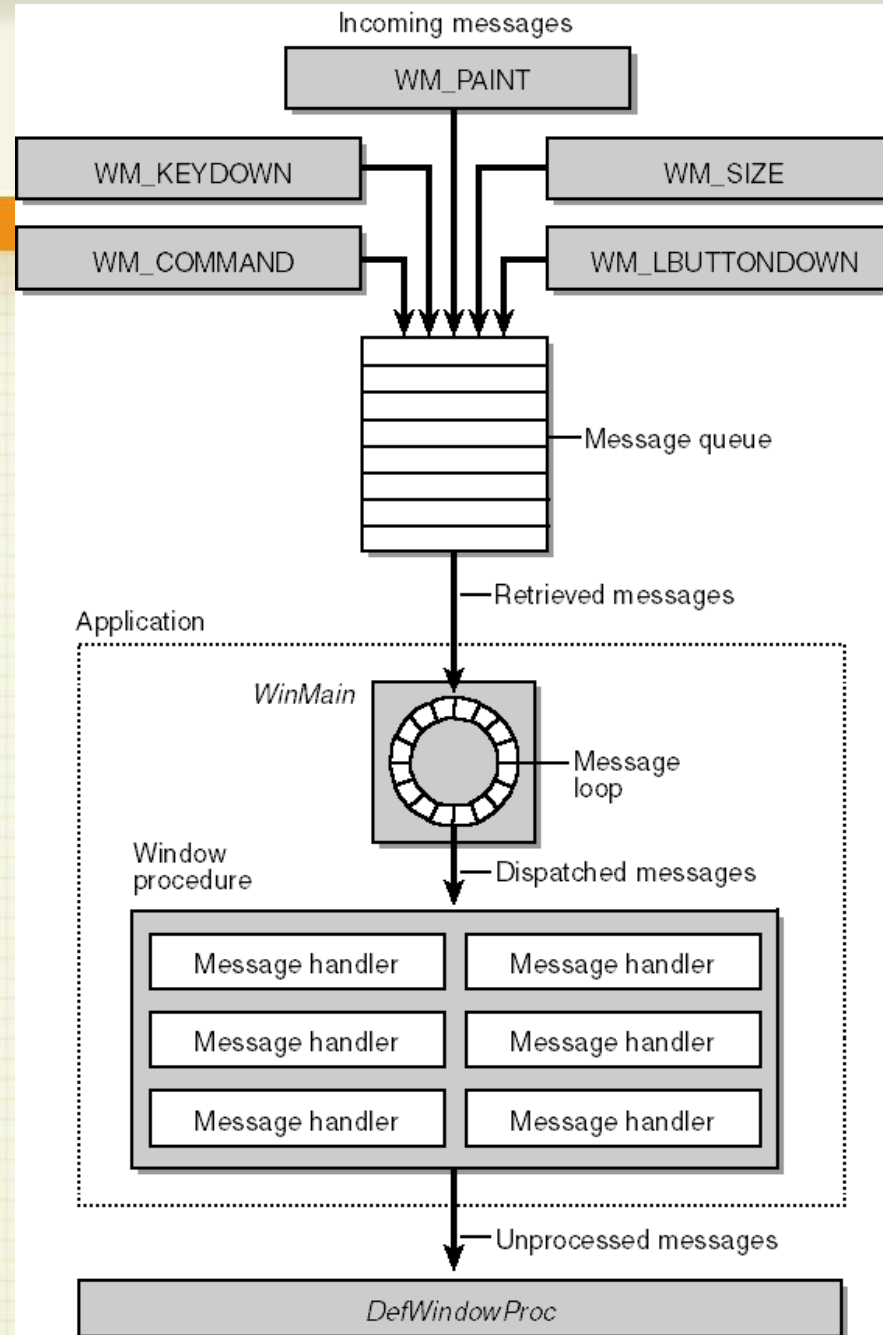 Incoming messages
WM_PAINT
WM_KEYDOWN
WM_SIZE
WM_COMMAND
WM_LBUTTONDOWN
Message queue
Retrieved messages
Application
WinMain
Message
loop
Window
procedure
Dispatched messages
Message handler
Message handler
Message handler
Message handler
Message handler
Message handler
Unprocessed messages
DefWindowProc